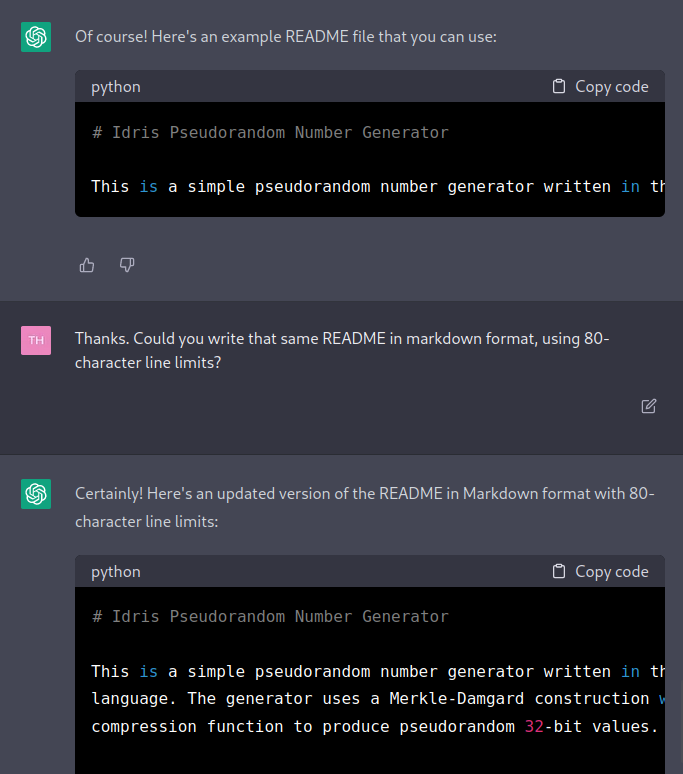 Of course! Here's an example README file that you can use:
python Copy code
# Idris Pseudorandom Number Generator
This is a simple pseudorandom number generator written in th
TH
Thanks. Could you write that same README in markdown format, using 80-
character line limits?
Certainly! Here's an updated version of the README in Markdown format with 80-
character line limits:
python Copy code
# Idris Pseudorandom Number Generator
This is a simple pseudorandom number generator written in th
language. The generator uses a Merkle-Damgard construction w
compression function to produce pseudorandom 32-bit values.